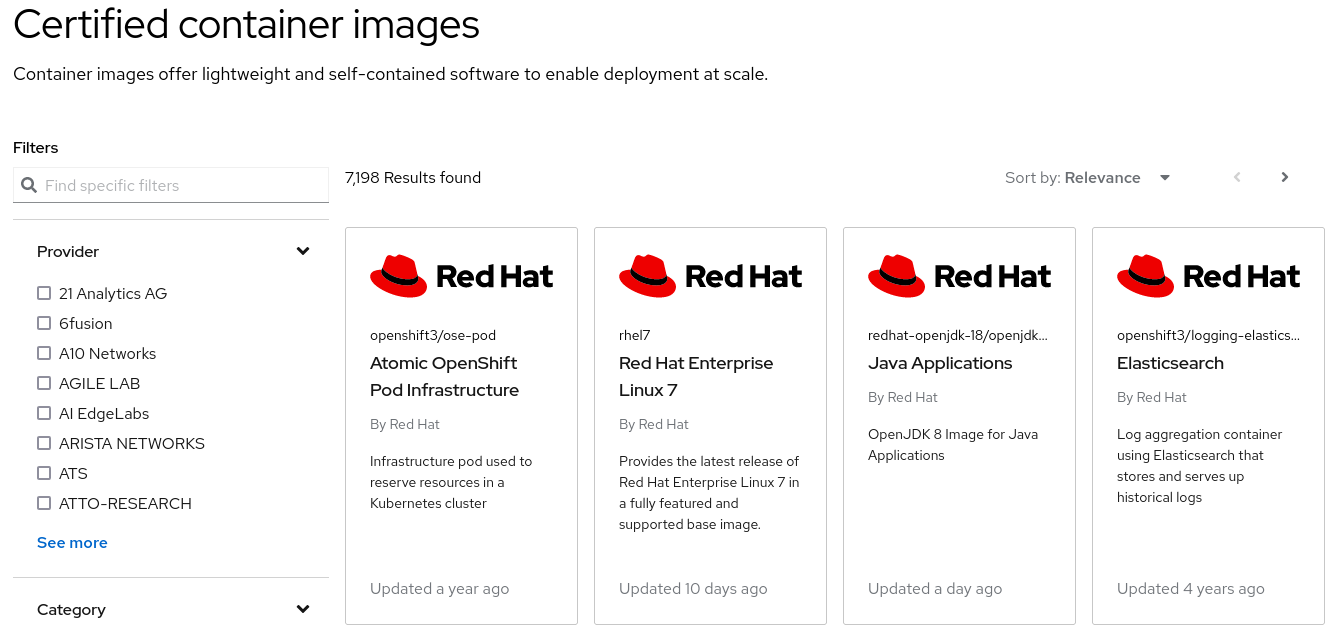 Certified container images
Container images offer lightweight and self-contained software to enable deployment at scale.
Filters
Find specific filters
7,198 Results found
Sort by: Relevance
Provider
21 Analytics AG
6fusion
A10 Networks
AGILE LAB
AI EdgeLabs
ARISTA NETWORKS
ATS
ATTO-RESEARCH
See more
Category
Red Hat
openshift3/ose-pod
Atomic OpenShift
Pod Infrastructure
By Red Hat
Infrastructure pod used to
reserve resources in a
Kubernetes cluster
Updated a year ago
Red Hat
rhel7
Red Hat Enterprise
Linux 7
By Red Hat
Provides the latest release of
Red Hat Enterprise Linux 7 in
a fully featured and
supported base image.
Updated 10 days ago
Red Hat
redhat-openjdk-18/openjdk...
Java Applications
By Red Hat
OpenJDK 8 Image for Java
Applications
Updated a day ago
Red Hat
openshift3/logging-elastics...
Elasticsearch
By Red Hat
Log aggregation container
using Elasticsearch that
stores and serves up
historical logs
Updated 4 years ago